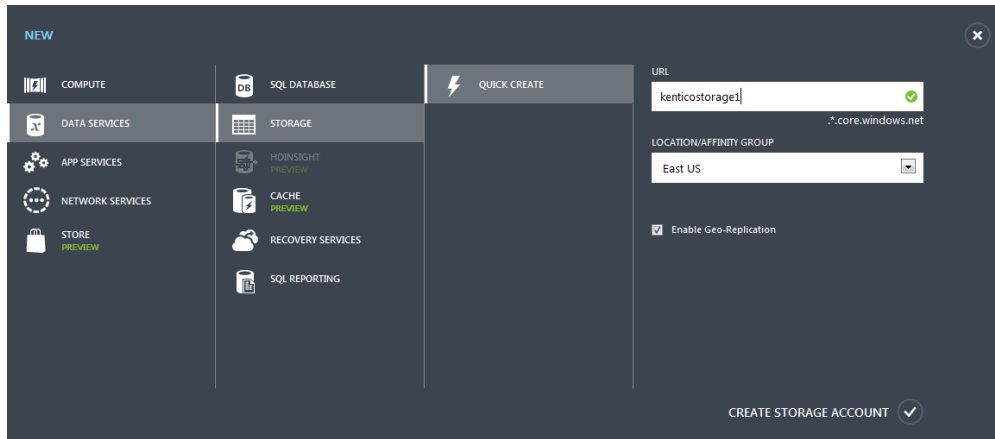 NEW
COMPUTE
DATA SERVICES
APP SERVICES
NETWORK SERVICES
STORE
PREVIEW
DB
SQL DATABASE
STORAGE
HDINSIGHT
PREVIEW
CACHE
PREVIEW
RECOVERY SERVICES
SQL REPORTING
QUICK CREATE
URL
kenticostorage1
.*.core.windows.net
LOCATION/AFFINITY GROUP
East US
Enable Geo-Replication
CREATE STORAGE ACCOUNT